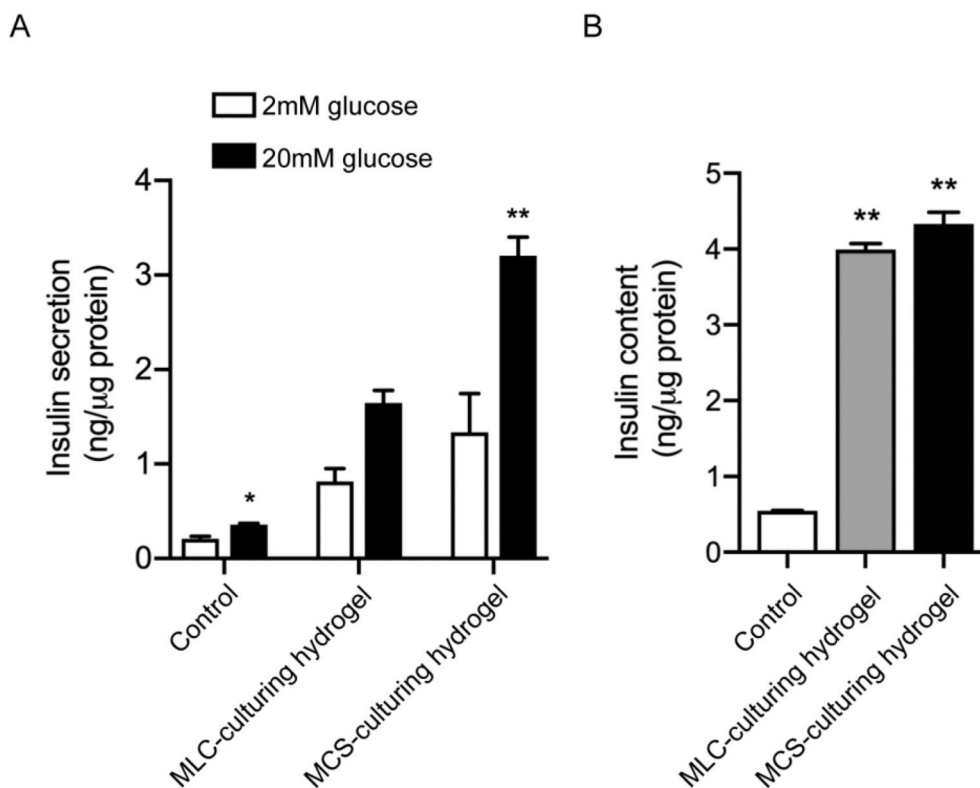 A
2mM glucose
20mM glucose
Insulin secretion
(ng/μg protein)
4
3
2
1
0
*
**
Control
MLC-culturing hydrogel
MCS-culturing hydrogel
B
Insulin content
(ng/μg protein)
5
4
3
2
1
0
**
**
Control
MLC-culturing hydrogel
MCS-culturing hydrogel